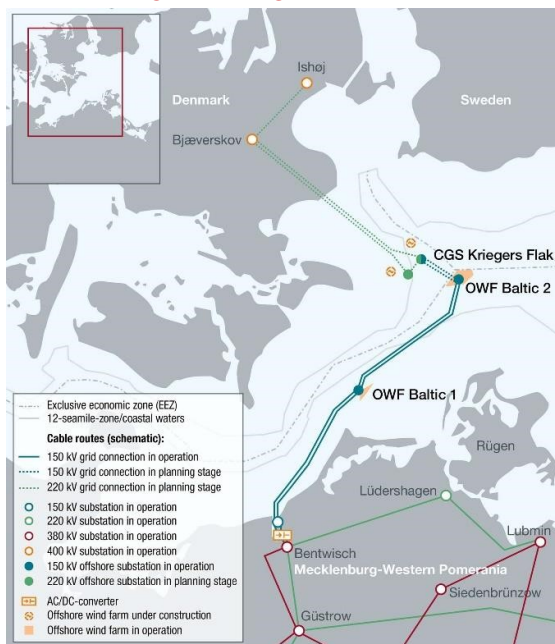 Ishøj
Denmark
Sweden
Bjæverskov
CGS Kriegers Flak
OWF Baltic 2
OWF Baltic 1
Rügen
Lüdershagen
Lubmin
Bentwisch
Mecklenburg-Western Pomerania
Siedenbrünzow
Güstrow
Exclusive economic zone (EEZ)
12-seamile-zone/coastal waters
Cable routes (schematic):
150 kV grid connection in operation
150 kV grid connection in planning stage
220 kV grid connection in planning stage
150 kV substation in operation
220 kV substation in operation
380 kV substation in operation
400 kV substation in operation
150 kV offshore substation in operation
220 kV offshore substation in planning stage
AC/DC-converter
Offshore wind farm under construction
Offshore wind farm in operation